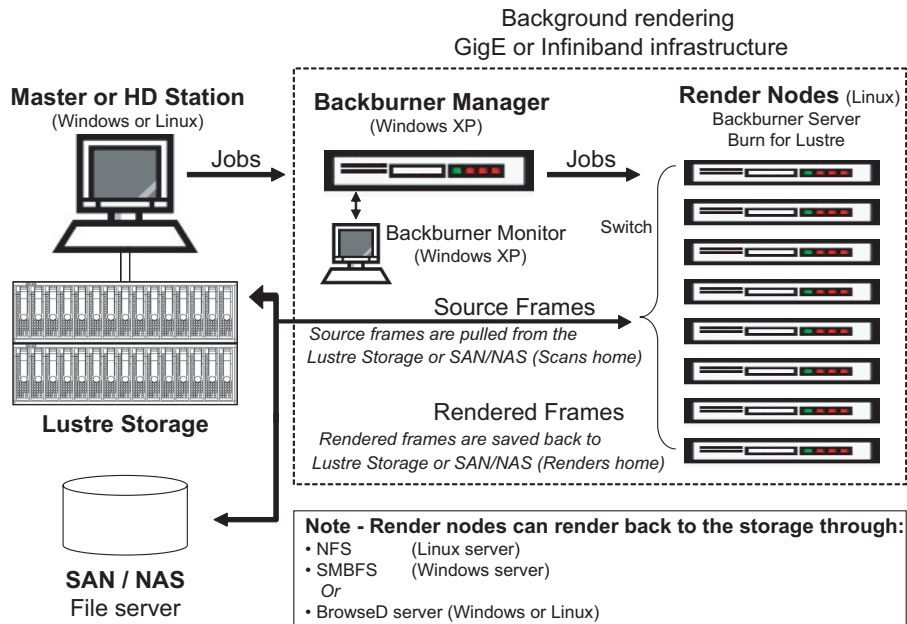 Background rendering
GigE or Infiniband infrastructure
Master or HD Station
(Windows or Linux)
Jobs
Backburner Manager
(Windows XP)
Jobs
Render Nodes (Linux)
Backburner Server
Burn for Lustre
Switch
Backburner Monitor
(Windows XP)
Source Frames
Source frames are pulled from the
Lustre Storage or SAN/NAS (Scans home)
Lustre Storage
Rendered Frames
Rendered frames are saved back to
Lustre Storage or SAN/NAS (Renders home)
SAN / NAS
File server
Note - Render nodes can render back to the storage through:
• NFS (Linux server)
• SMBFS (Windows server)
Or
• BrowseD server (Windows or Linux)